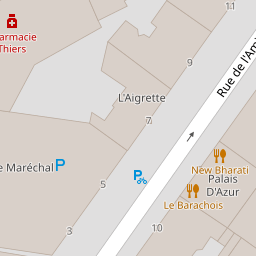 armacie
Thiers
9
11
Rue de l'Am
L'Aigrette
7
e Maréchal
P
P
5
New Bharati
Palais
D'Azur
Le Barachois
3
10